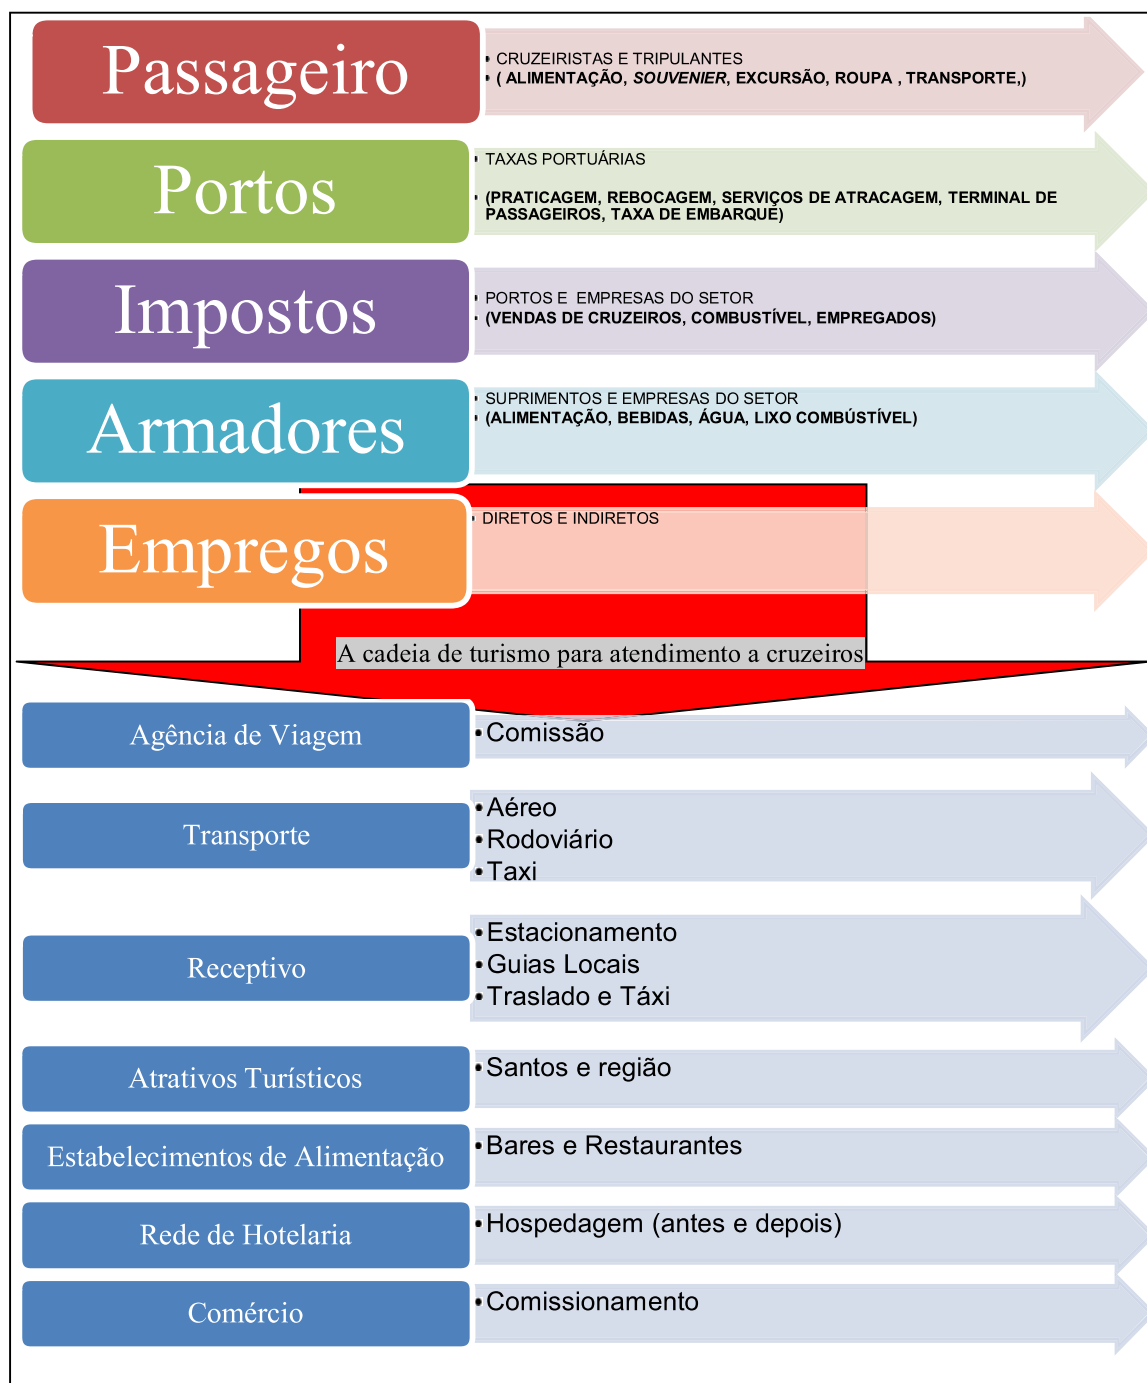 Passageiro
• CRUZEIRISTAS E TRIPULANTES
• ( ALIMENTAÇÃO, SOUVENIER, EXCURSÃO, ROUPA , TRANSPORTE,)
Portos
• TAXAS PORTUÁRIAS
• (PRATICAGEM, REBOCAGEM, SERVIÇOS DE ATRACAGEM, TERMINAL DE
PASSAGEIROS, TAXA DE EMBARQUE)
Impostos
• PORTOS E EMPRESAS DO SETOR
• (VENDAS DE CRUZEIROS, COMBUSTÍVEL, EMPREGADOS)
Armadores
• SUPRIMENTOS E EMPRESAS DO SETOR
• (ALIMENTAÇÃO, BEBIDAS, ÁGUA, LIXO COMBÚSTÍVEL)
Empregos
• DIRETOS E INDIRETOS
A cadeia de turismo para atendimento a cruzeiros
Agência de Viagem
• Comissão
Transporte
• Aéreo
• Rodoviário
• Taxi
Receptivo
• Estacionamento
• Guias Locais
• Traslado e Táxi
Atrativos Turísticos
• Santos e região
Estabelecimentos de Alimentação
• Bares e Restaurantes
Rede de Hotelaria
• Hospedagem (antes e depois)
Comércio
• Comissionamento